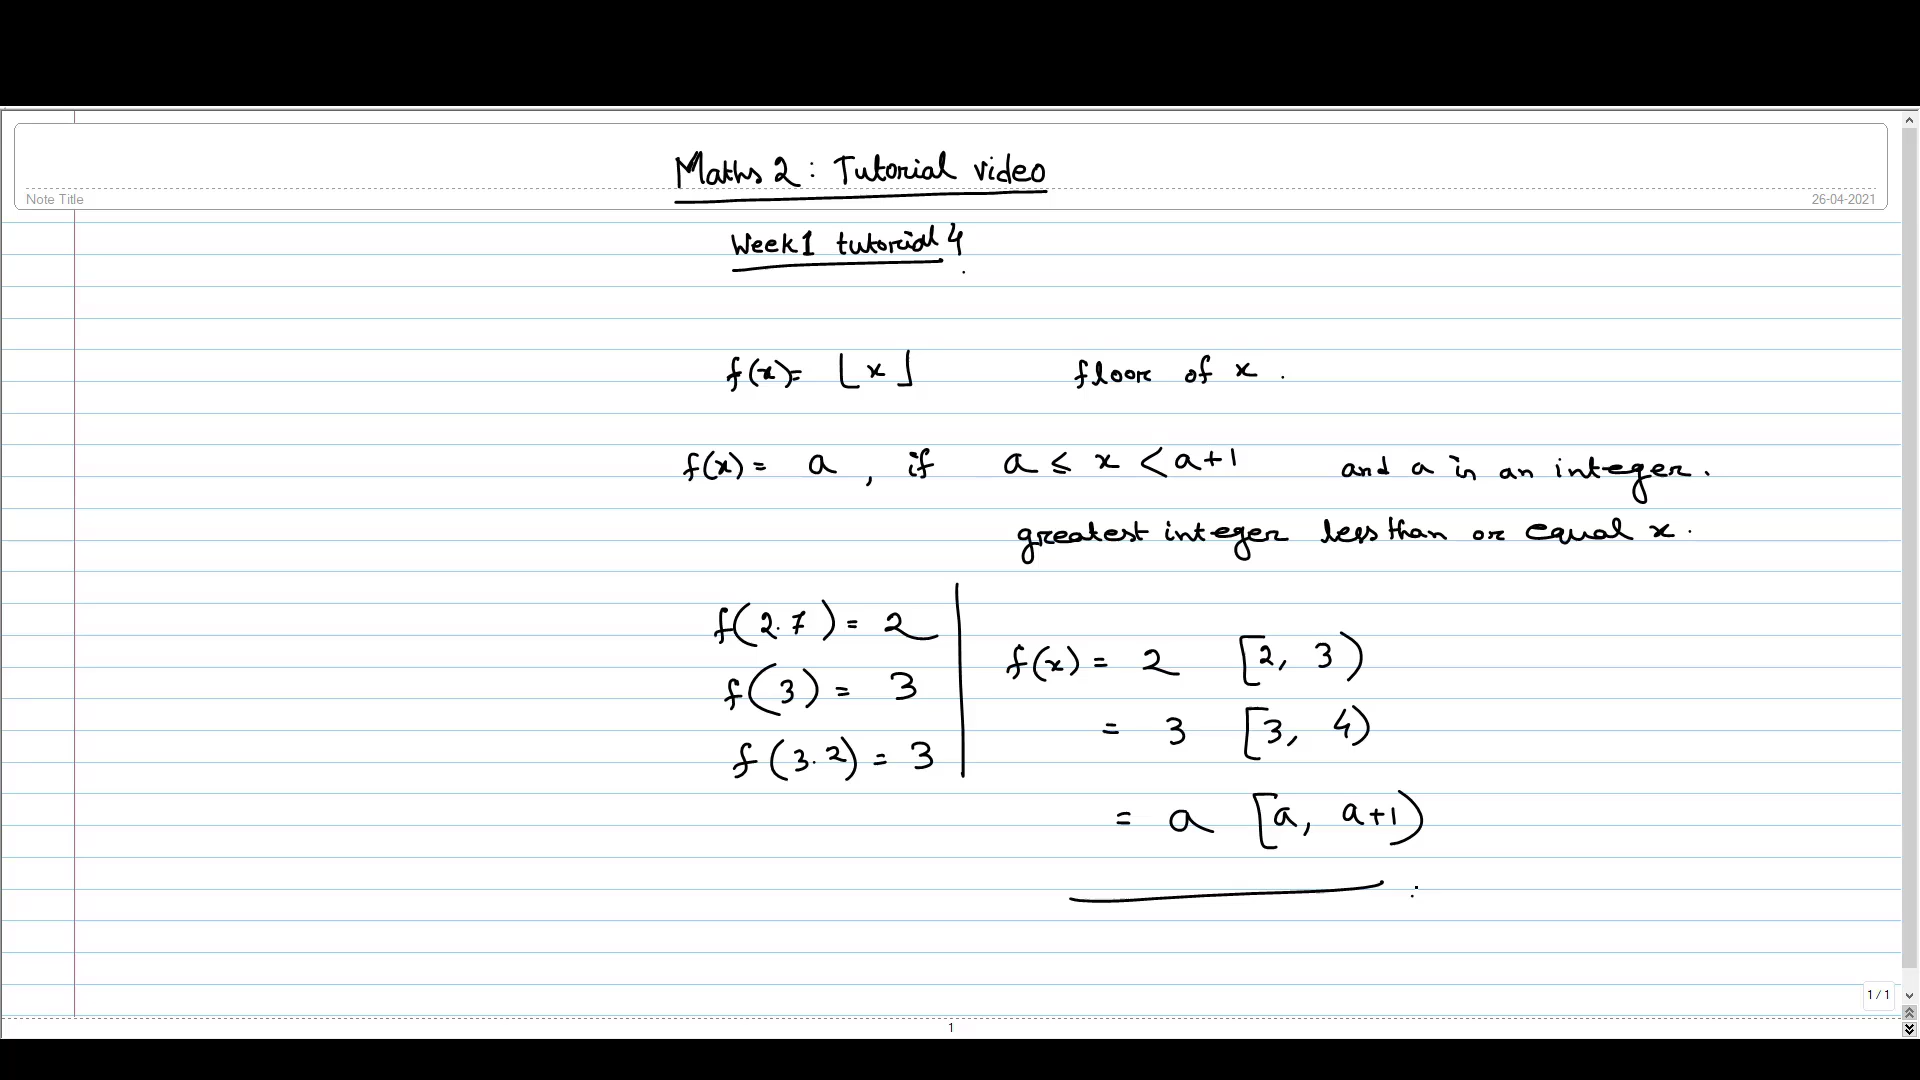 Maths 2 : Tutorial video
Note Title
26-04-2021
Week 1 tutorial 4
f(x) = ⌊x⌋ floor of x .
f(x) = a , if a ≤ x < a+1 and a is an integer .
greatest integer less than or equal x .
f(2.7) = 2
f(3) = 3
f(3.2) = 3
f(x) = 2 [2, 3)
= 3 [3, 4)
= a [a, a+1)
1 / 1
1